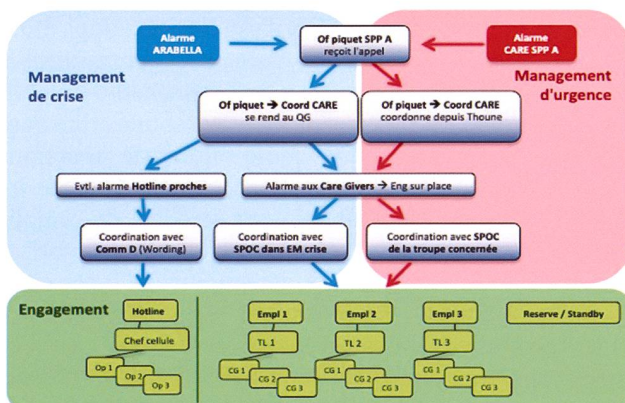 Alarme
ARABELLA
Of piquet SPP A
reçoit l'appel
Alarme
CARE SPP A
Management
de crise
Management
d'urgence
Of piquet ➔ Coord CARE
se rend au QG
Of piquet ➔ Coord CARE
coordonne depuis Thoune
Evtl. alarme Hotline proches
Alarme aux Care Givers ➔ Eng sur place
Coordination avec
Comm D (Wording)
Coordination avec
SPOC dans EM crise
Coordination avec SPOC
de la troupe concernée
Engagement
Hotline
Chef cellule
Op 1
Op 2
Op 3
Empl 1
TL 1
CG 1
CG 2
CG 3
Empl 2
TL 2
CG 1
CG 2
CG 3
Empl 3
TL 3
CG 1
CG 2
CG 3
Reserve / Standby